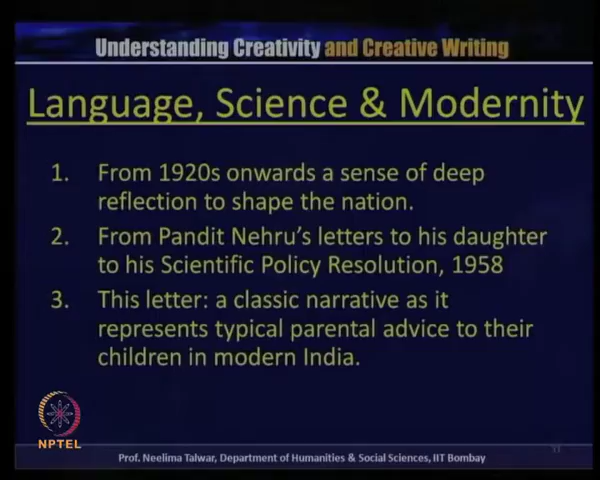 Understanding Creativity and Creative Writing
Language, Science & Modernity
1. From 1920s onwards a sense of deep
reflection to shape the nation.
2. From Pandit Nehru's letters to his daughter
to his Scientific Policy Resolution, 1958
3. This letter: a classic narrative as it
represents typical parental advice to their
children in modern India.
NPTEL
Prof. Neelima Talwar, Department of Humanities & Social Sciences, IIT Bombay